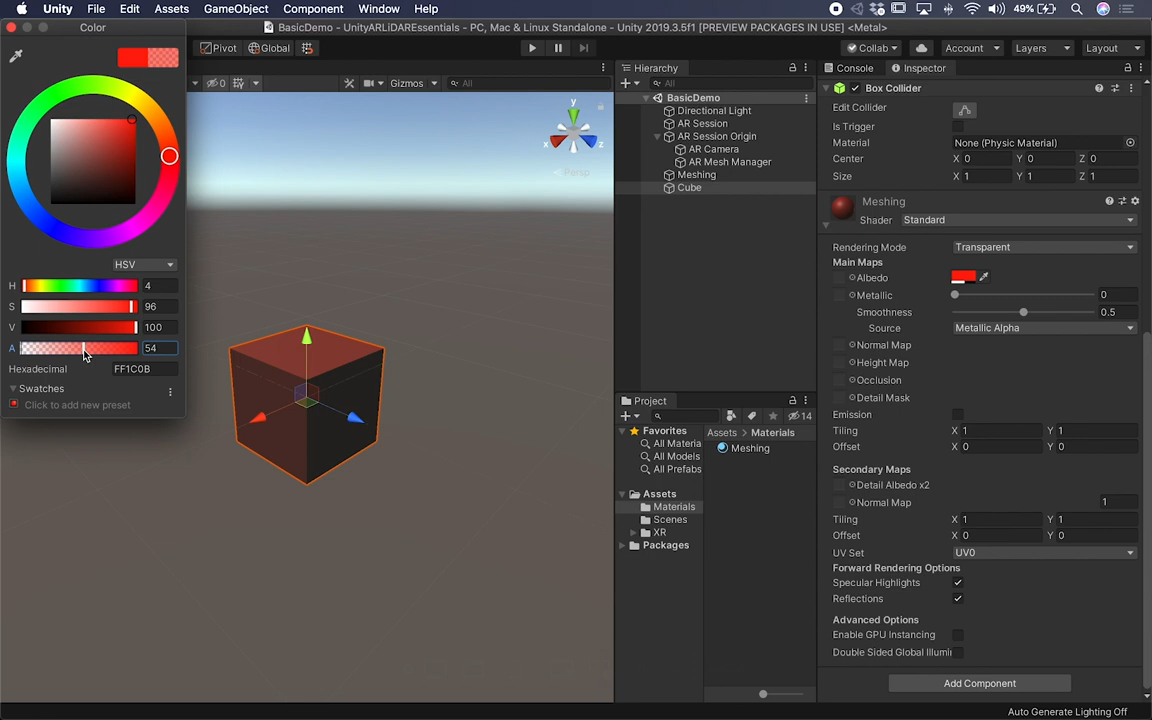 Unity File Edit Assets GameObject Component Window Help 49%
Color
BasicDemo - UnityARLiDAREssentials - PC, Mac & Linux Standalone - Unity 2019.3.5f1 [PREVIEW PACKAGES IN USE] <Metal>
Pivot Global Collab Account Layers Layout
Hierarchy
Console Inspector
0 Gizmos All
All
Box Collider
BasicDemo
Directional Light
AR Session
AR Session Origin
AR Camera
AR Mesh Manager
Meshing
Cube
Edit Collider
Is Trigger
Material None (Physic Material)
Center X 0 Y 0 Z 0
Size X 1 Y 1 Z 1
y
x
z
Persp
Meshing
Shader Standard
Rendering Mode Transparent
Main Maps
Albedo
Metallic 0
Smoothness 0.5
Source Metallic Alpha
Normal Map
Height Map
Occlusion
Detail Mask
Emission
Tiling X 1 Y 1
Offset X 0 Y 0
Secondary Maps
Detail Albedo x2
Normal Map 1
Tiling X 1 Y 1
Offset X 0 Y 0
UV Set UV0
Forward Rendering Options
Specular Highlights
Reflections
Advanced Options
Enable GPU Instancing
Double Sided Global Illumi
Add Component
HSV
H 4
S 96
V 100
A 54
Hexadecimal FF1C0B
Swatches
Click to add new preset
Project
14
Favorites
All Materia
All Models
All Prefabs
Assets
Materials
Scenes
XR
Packages
Assets > Materials
Meshing
Auto Generate Lighting Off